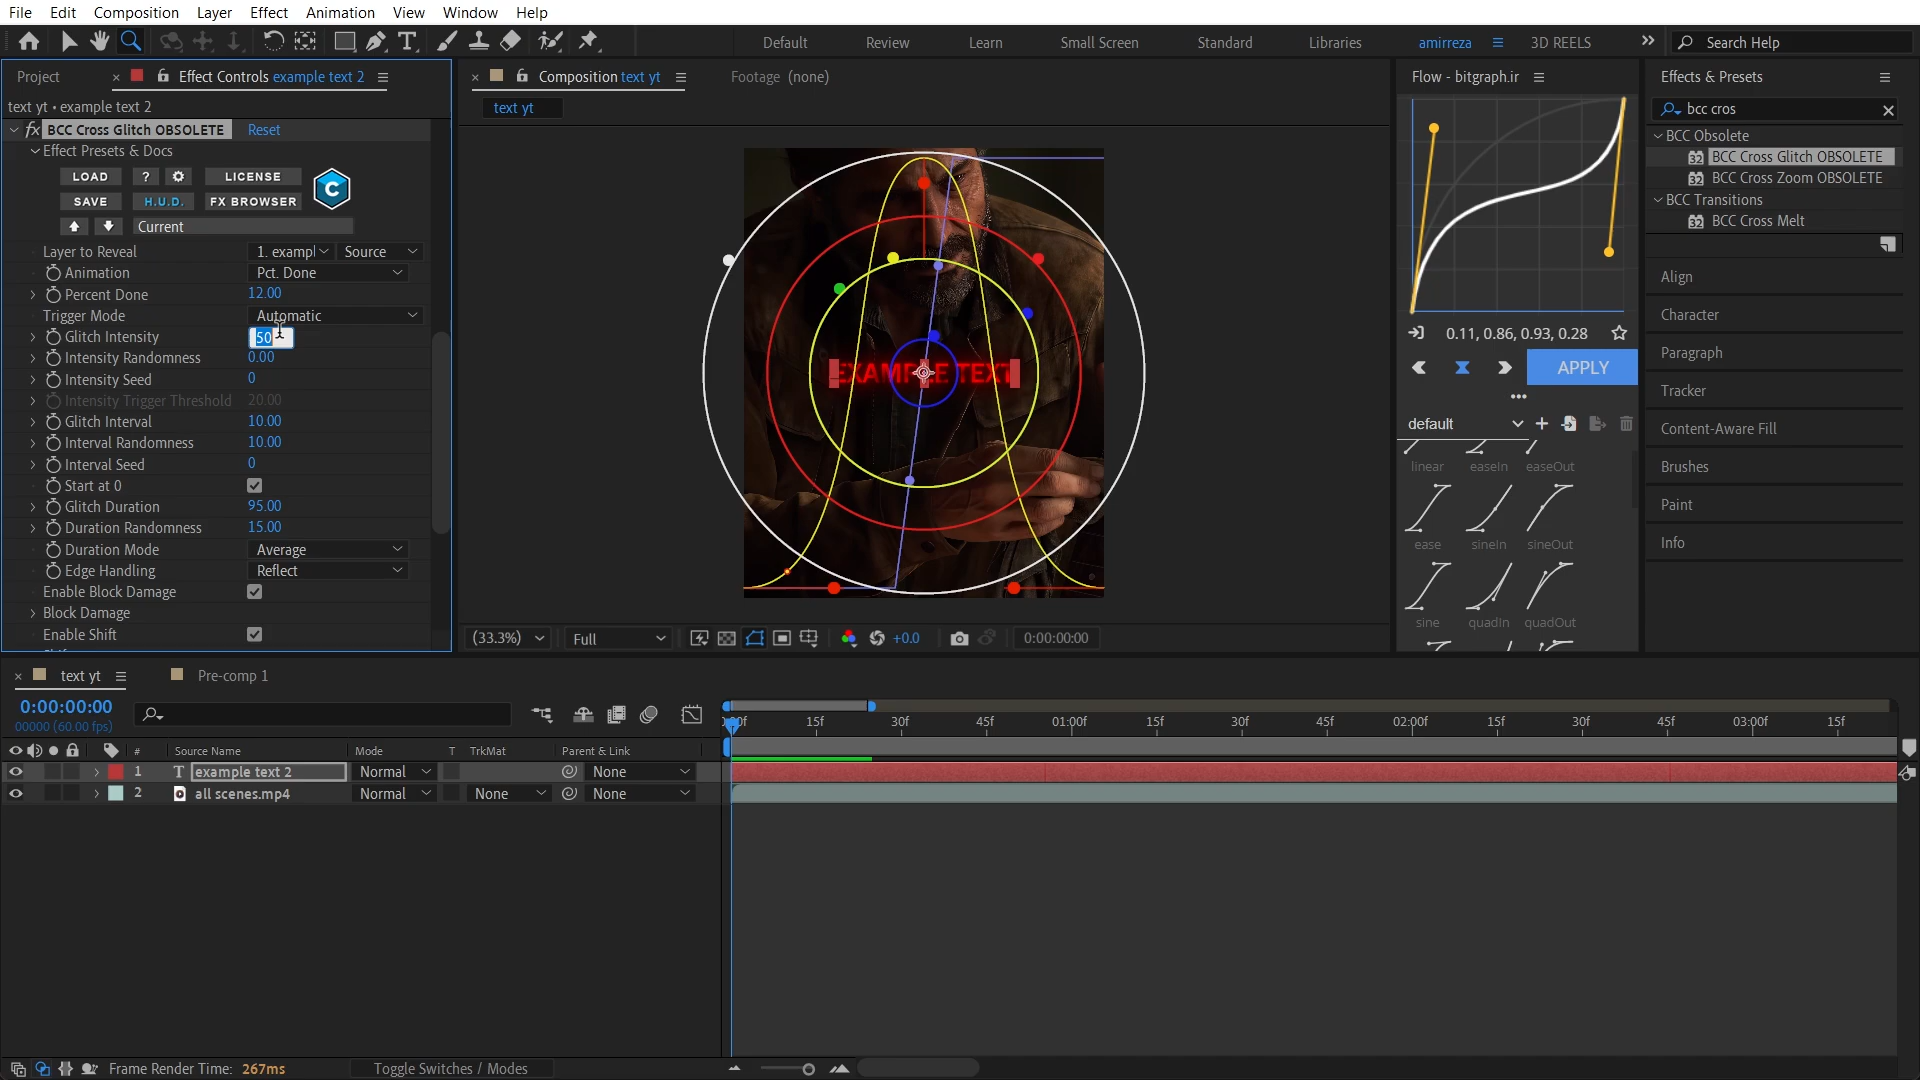 File Edit Composition Layer Effect Animation View Window Help
Default Review Learn Small Screen Standard Libraries amirreza 3D REELS Search Help
Project Effect Controls example text 2
text yt • example text 2
fx BCC Cross Glitch OBSOLETE Reset
Effect Presets & Docs
LOAD ? LICENSE
SAVE H.U.D. FX BROWSER
Current
Layer to Reveal 1. exampl Source
Animation Pct. Done
Percent Done 12.00
Trigger Mode Automatic
Glitch Intensity 50
Intensity Randomness 0.00
Intensity Seed 0
Intensity Trigger Threshold 20.00
Glitch Interval 10.00
Interval Randomness 10.00
Interval Seed 0
Start at 0
Glitch Duration 95.00
Duration Randomness 15.00
Duration Mode Average
Edge Handling Reflect
Enable Block Damage
Block Damage
Enable Shift
Composition text yt Footage (none)
text yt
EXAMPLE TEXT
(33.3%) Full +0.0 0:00:00:00
Flow - bitgraph.ir
0.11, 0.86, 0.93, 0.28
APPLY
default
linear easeIn easeOut
ease sineIn sineOut
sine quadIn quadOut
Effects & Presets
bcc cros
BCC Obsolete
32 BCC Cross Glitch OBSOLETE
32 BCC Cross Zoom OBSOLETE
BCC Transitions
32 BCC Cross Melt
Align
Character
Paragraph
Tracker
Content-Aware Fill
Brushes
Paint
Info
text yt Pre-comp 1
0:00:00:00
00000 (60.00 fps)
15f 30f 45f 01:00f 15f 30f 45f 02:00f 15f 30f 45f 03:00f 15f
# Source Name Mode T TrkMat Parent & Link
1 T example text 2 Normal None
2 all scenes.mp4 Normal None None
Frame Render Time: 267ms Toggle Switches / Modes